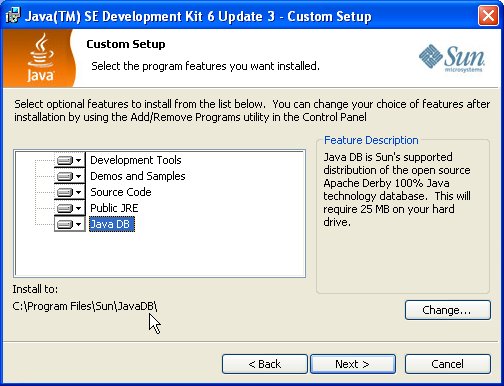 Java(TM) SE Development Kit 6 Update 3 - Custom Setup
Java
Custom Setup
Select the program features you want installed.
Sun
microsystems
Select optional features to install from the list below.  You can change your choice of features after
installation by using the Add/Remove Programs utility in the Control Panel
Development Tools
Demos and Samples
Source Code
Public JRE
Java DB
Feature Description
Java DB is Sun's supported
distribution of the open source
Apache Derby 100% Java
technology database.  This will
require 25 MB on your hard
drive.
Install to:
C:\Program Files\Sun\JavaDB\
Change...
< Back
Next >
Cancel